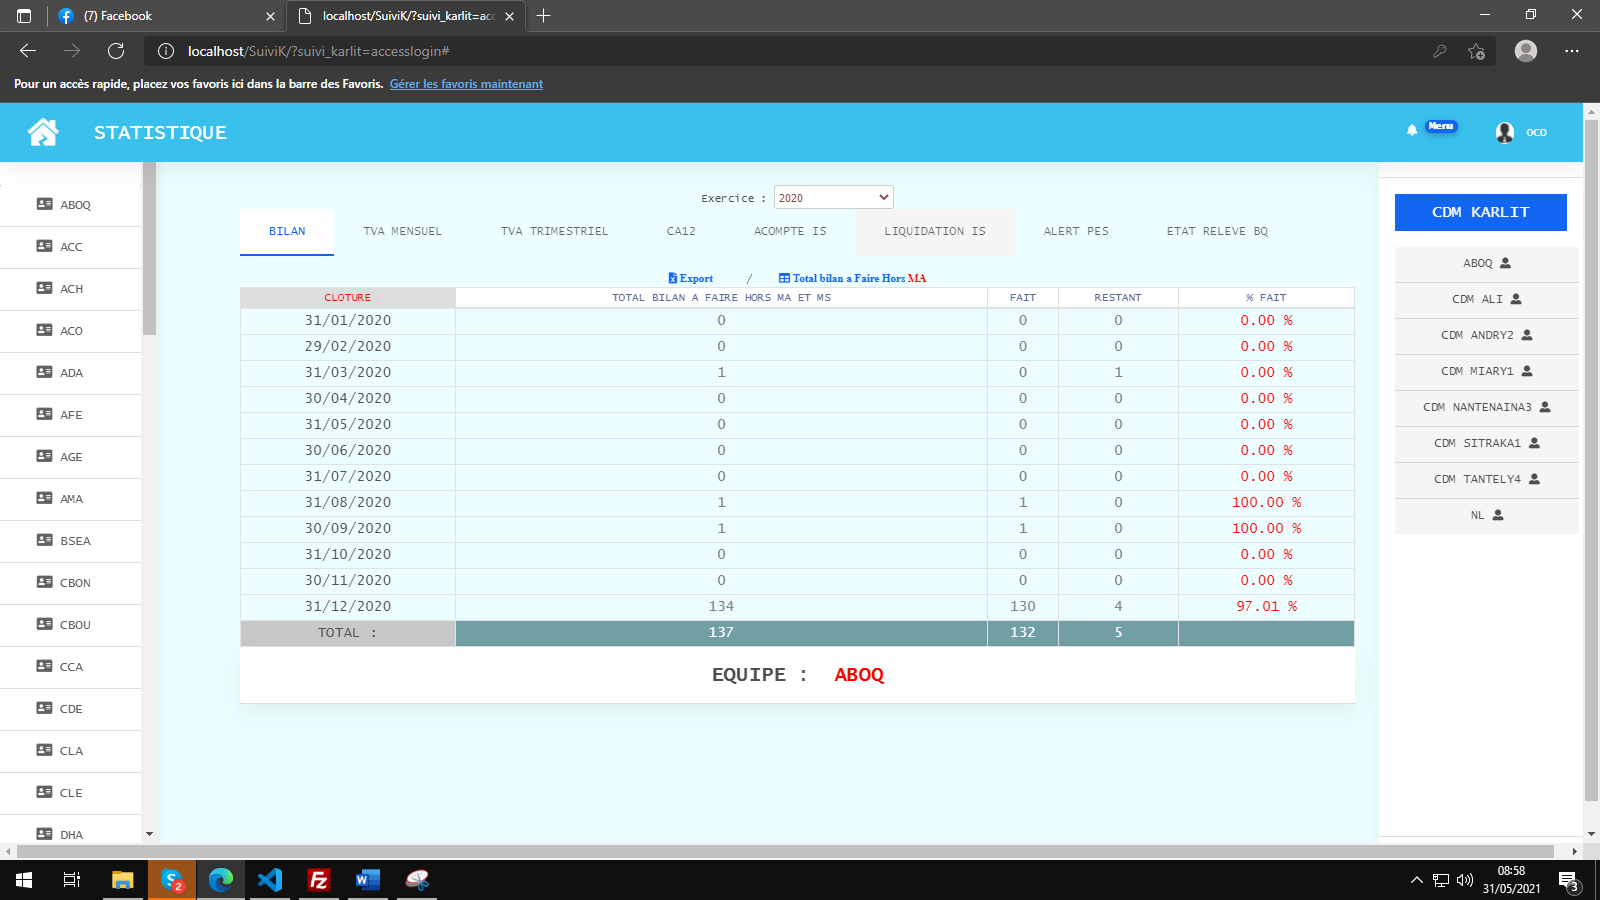 (7) Facebook
localhost/SuiviK/?suivi_karlit=acc
localhost/SuiviK/?suivi_karlit=accesslogin#
Pour un accès rapide, placez vos favoris ici dans la barre des Favoris. Gérer les favoris maintenant
STATISTIQUE
Menu
OCO
ABOQ
ACC
ACH
ACO
ADA
AFE
AGE
AMA
BSEA
CBON
CBOU
CCA
CDE
CLA
CLE
DHA
Exercice : 2020
BILAN TVA MENSUEL TVA TRIMESTRIEL CA12 ACOMPTE IS LIQUIDATION IS ALERT PES ETAT RELEVE BQ
Export / Total bilan a Faire Hors MA
CLOTURE TOTAL BILAN A FAIRE HORS MA ET MS FAIT RESTANT % FAIT
31/01/2020 0 0 0 0.00 %
29/02/2020 0 0 0 0.00 %
31/03/2020 1 0 1 0.00 %
30/04/2020 0 0 0 0.00 %
31/05/2020 0 0 0 0.00 %
30/06/2020 0 0 0 0.00 %
31/07/2020 0 0 0 0.00 %
31/08/2020 1 1 0 100.00 %
30/09/2020 1 1 0 100.00 %
31/10/2020 0 0 0 0.00 %
30/11/2020 0 0 0 0.00 %
31/12/2020 134 130 4 97.01 %
TOTAL : 137 132 5
EQUIPE : ABOQ
CDM KARLIT
ABOQ
CDM ALI
CDM ANDRY2
CDM MIARY1
CDM NANTENAINA3
CDM SITRAKA1
CDM TANTELY4
NL
2
08:58
31/05/2021
3